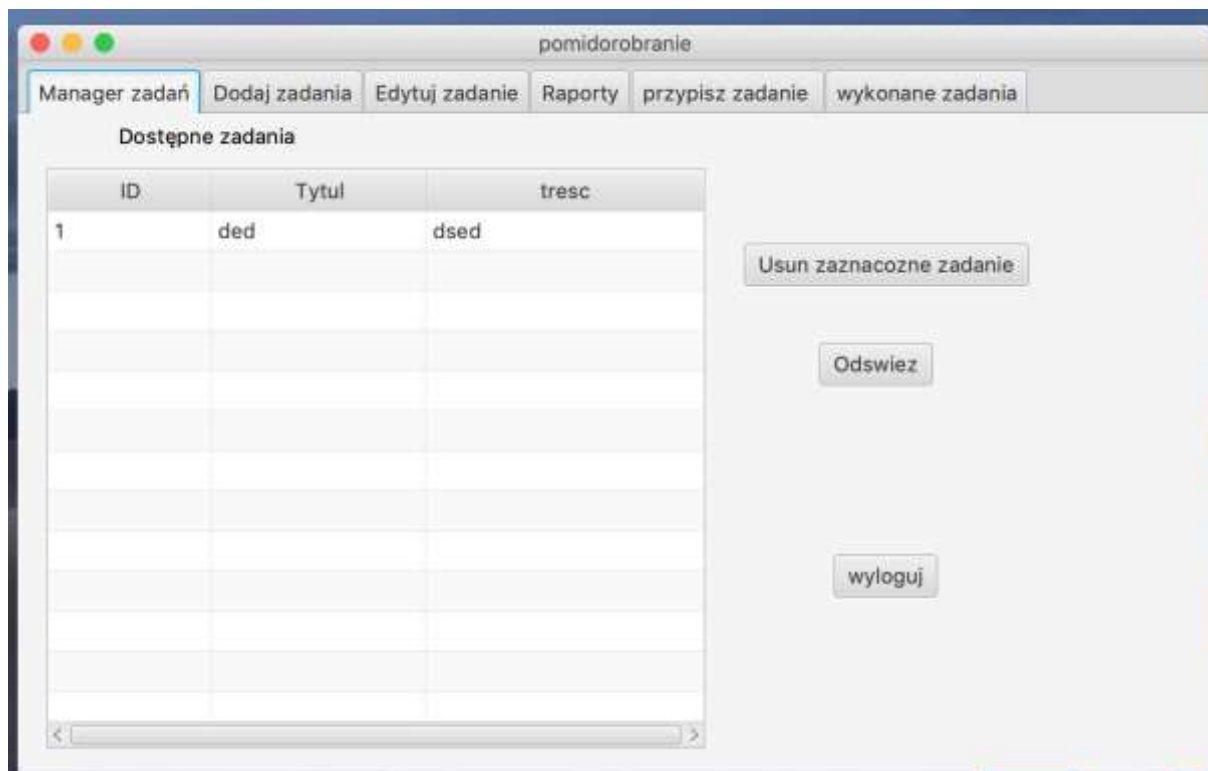 pomidorobranie
Manager zadań Dodaj zadania Edytuj zadanie Raporty przypisz zadanie wykonane zadania
Dostępne zadania
ID Tytul tresc
1 ded dsed
Usun zaznacozne zadanie
Odswiez
wyloguj